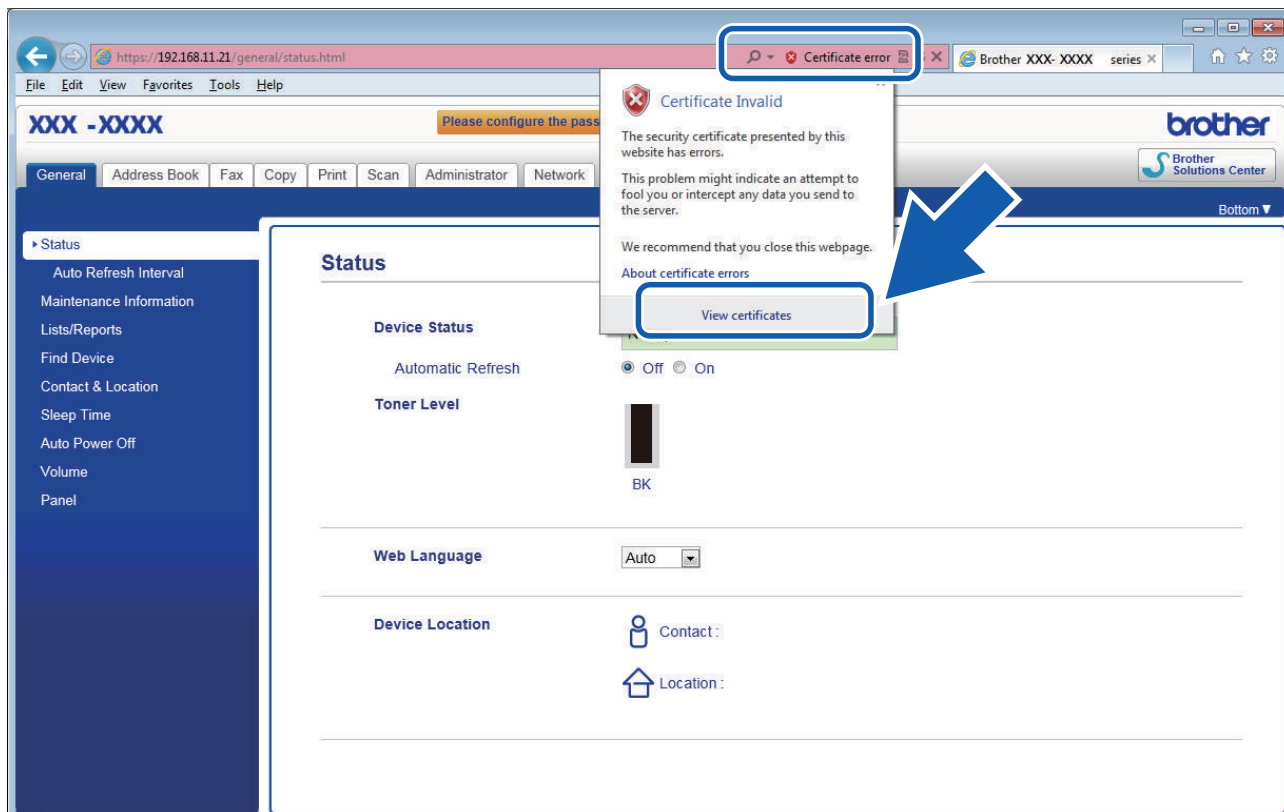 https://192.168.11.21/general/status.html
Certificate error
Brother XXX- XXXX series
File Edit View Favorites Tools Help
XXX -XXXX
Please configure the pass
brother
General Address Book Fax Copy Print Scan Administrator Network
Brother
Solutions Center
Bottom▼
Certificate Invalid
The security certificate presented by this
website has errors.
This problem might indicate an attempt to
fool you or intercept any data you send to
the server.
We recommend that you close this webpage.
About certificate errors
View certificates
Status
Auto Refresh Interval
Maintenance Information
Lists/Reports
Find Device
Contact & Location
Sleep Time
Auto Power Off
Volume
Panel
Status
Device Status
Automatic Refresh Off On
Toner Level
BK
Web Language Auto
Device Location Contact :
Location :